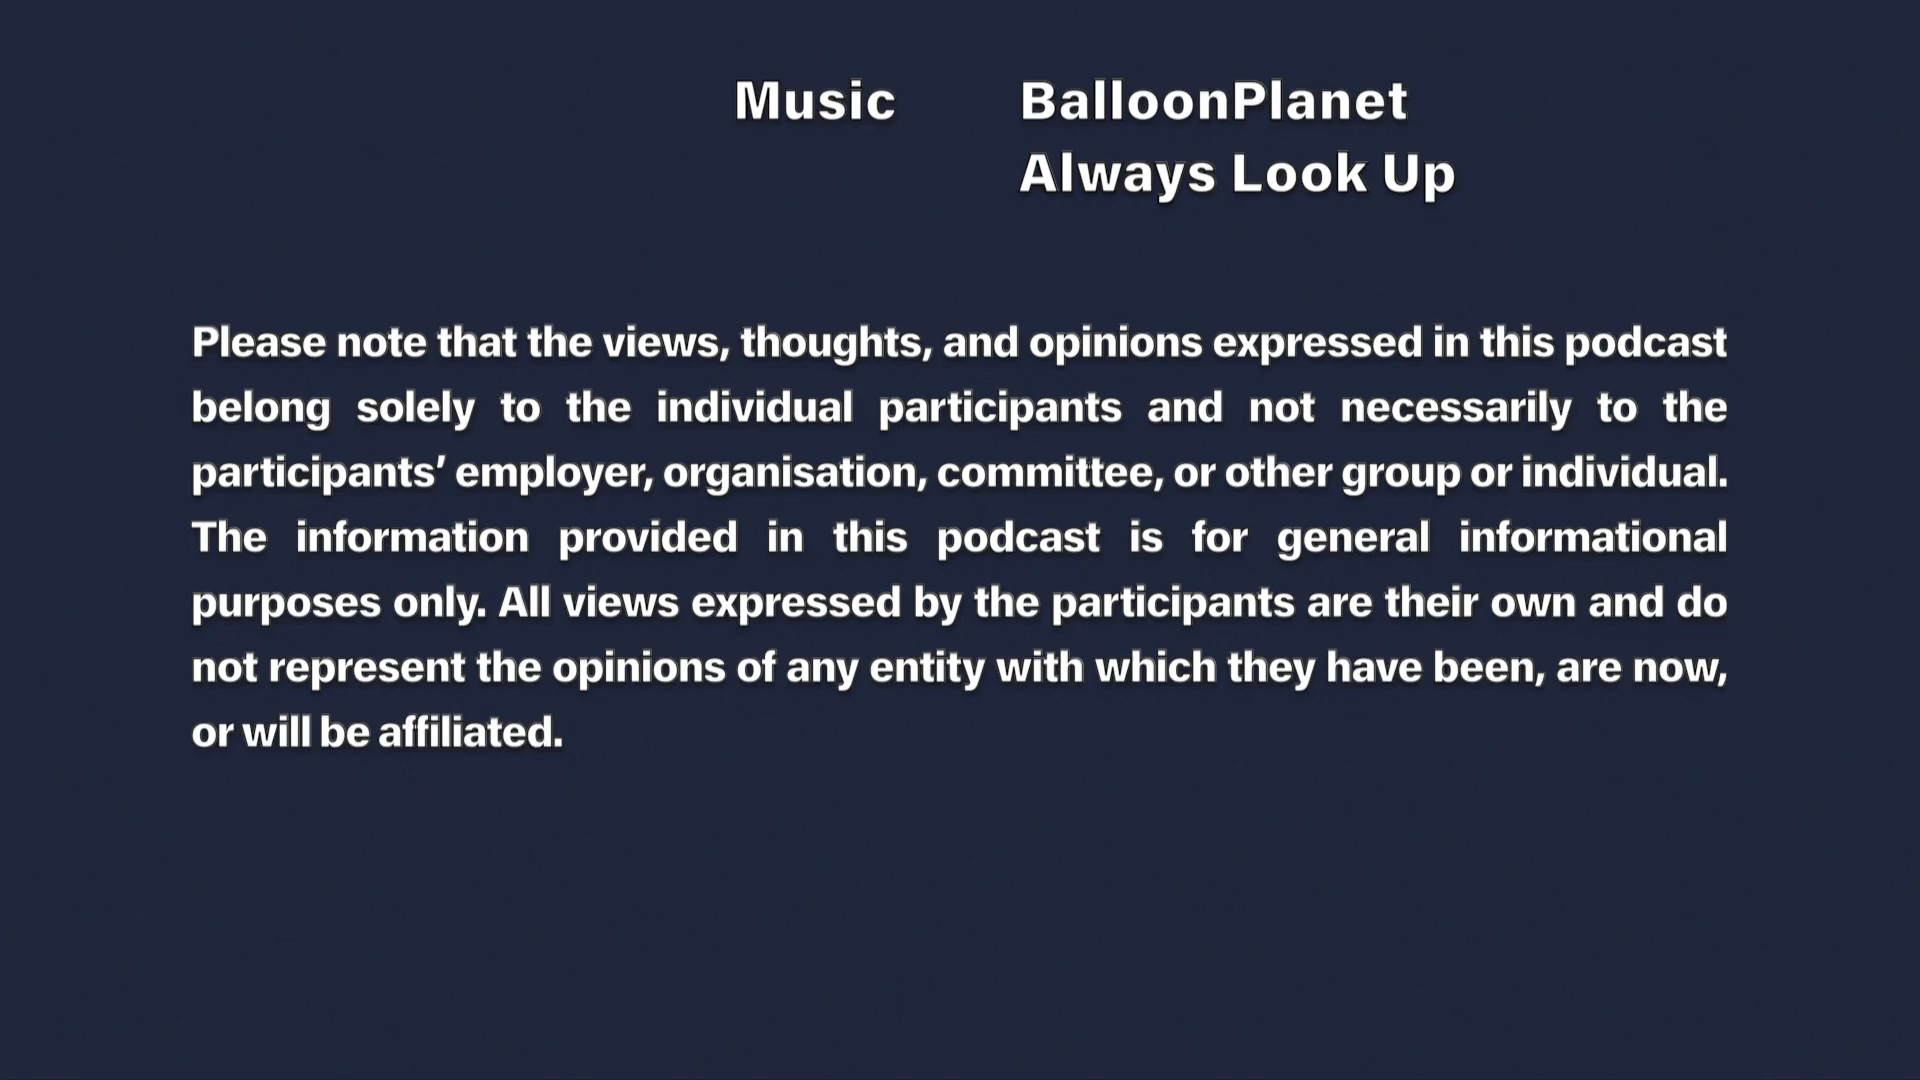 Music BalloonPlanet
Always Look Up
Please note that the views, thoughts, and opinions expressed in this podcast
belong solely to the individual participants and not necessarily to the
participants’ employer, organisation, committee, or other group or individual.
The information provided in this podcast is for general informational
purposes only. All views expressed by the participants are their own and do
not represent the opinions of any entity with which they have been, are now,
or will be affiliated.